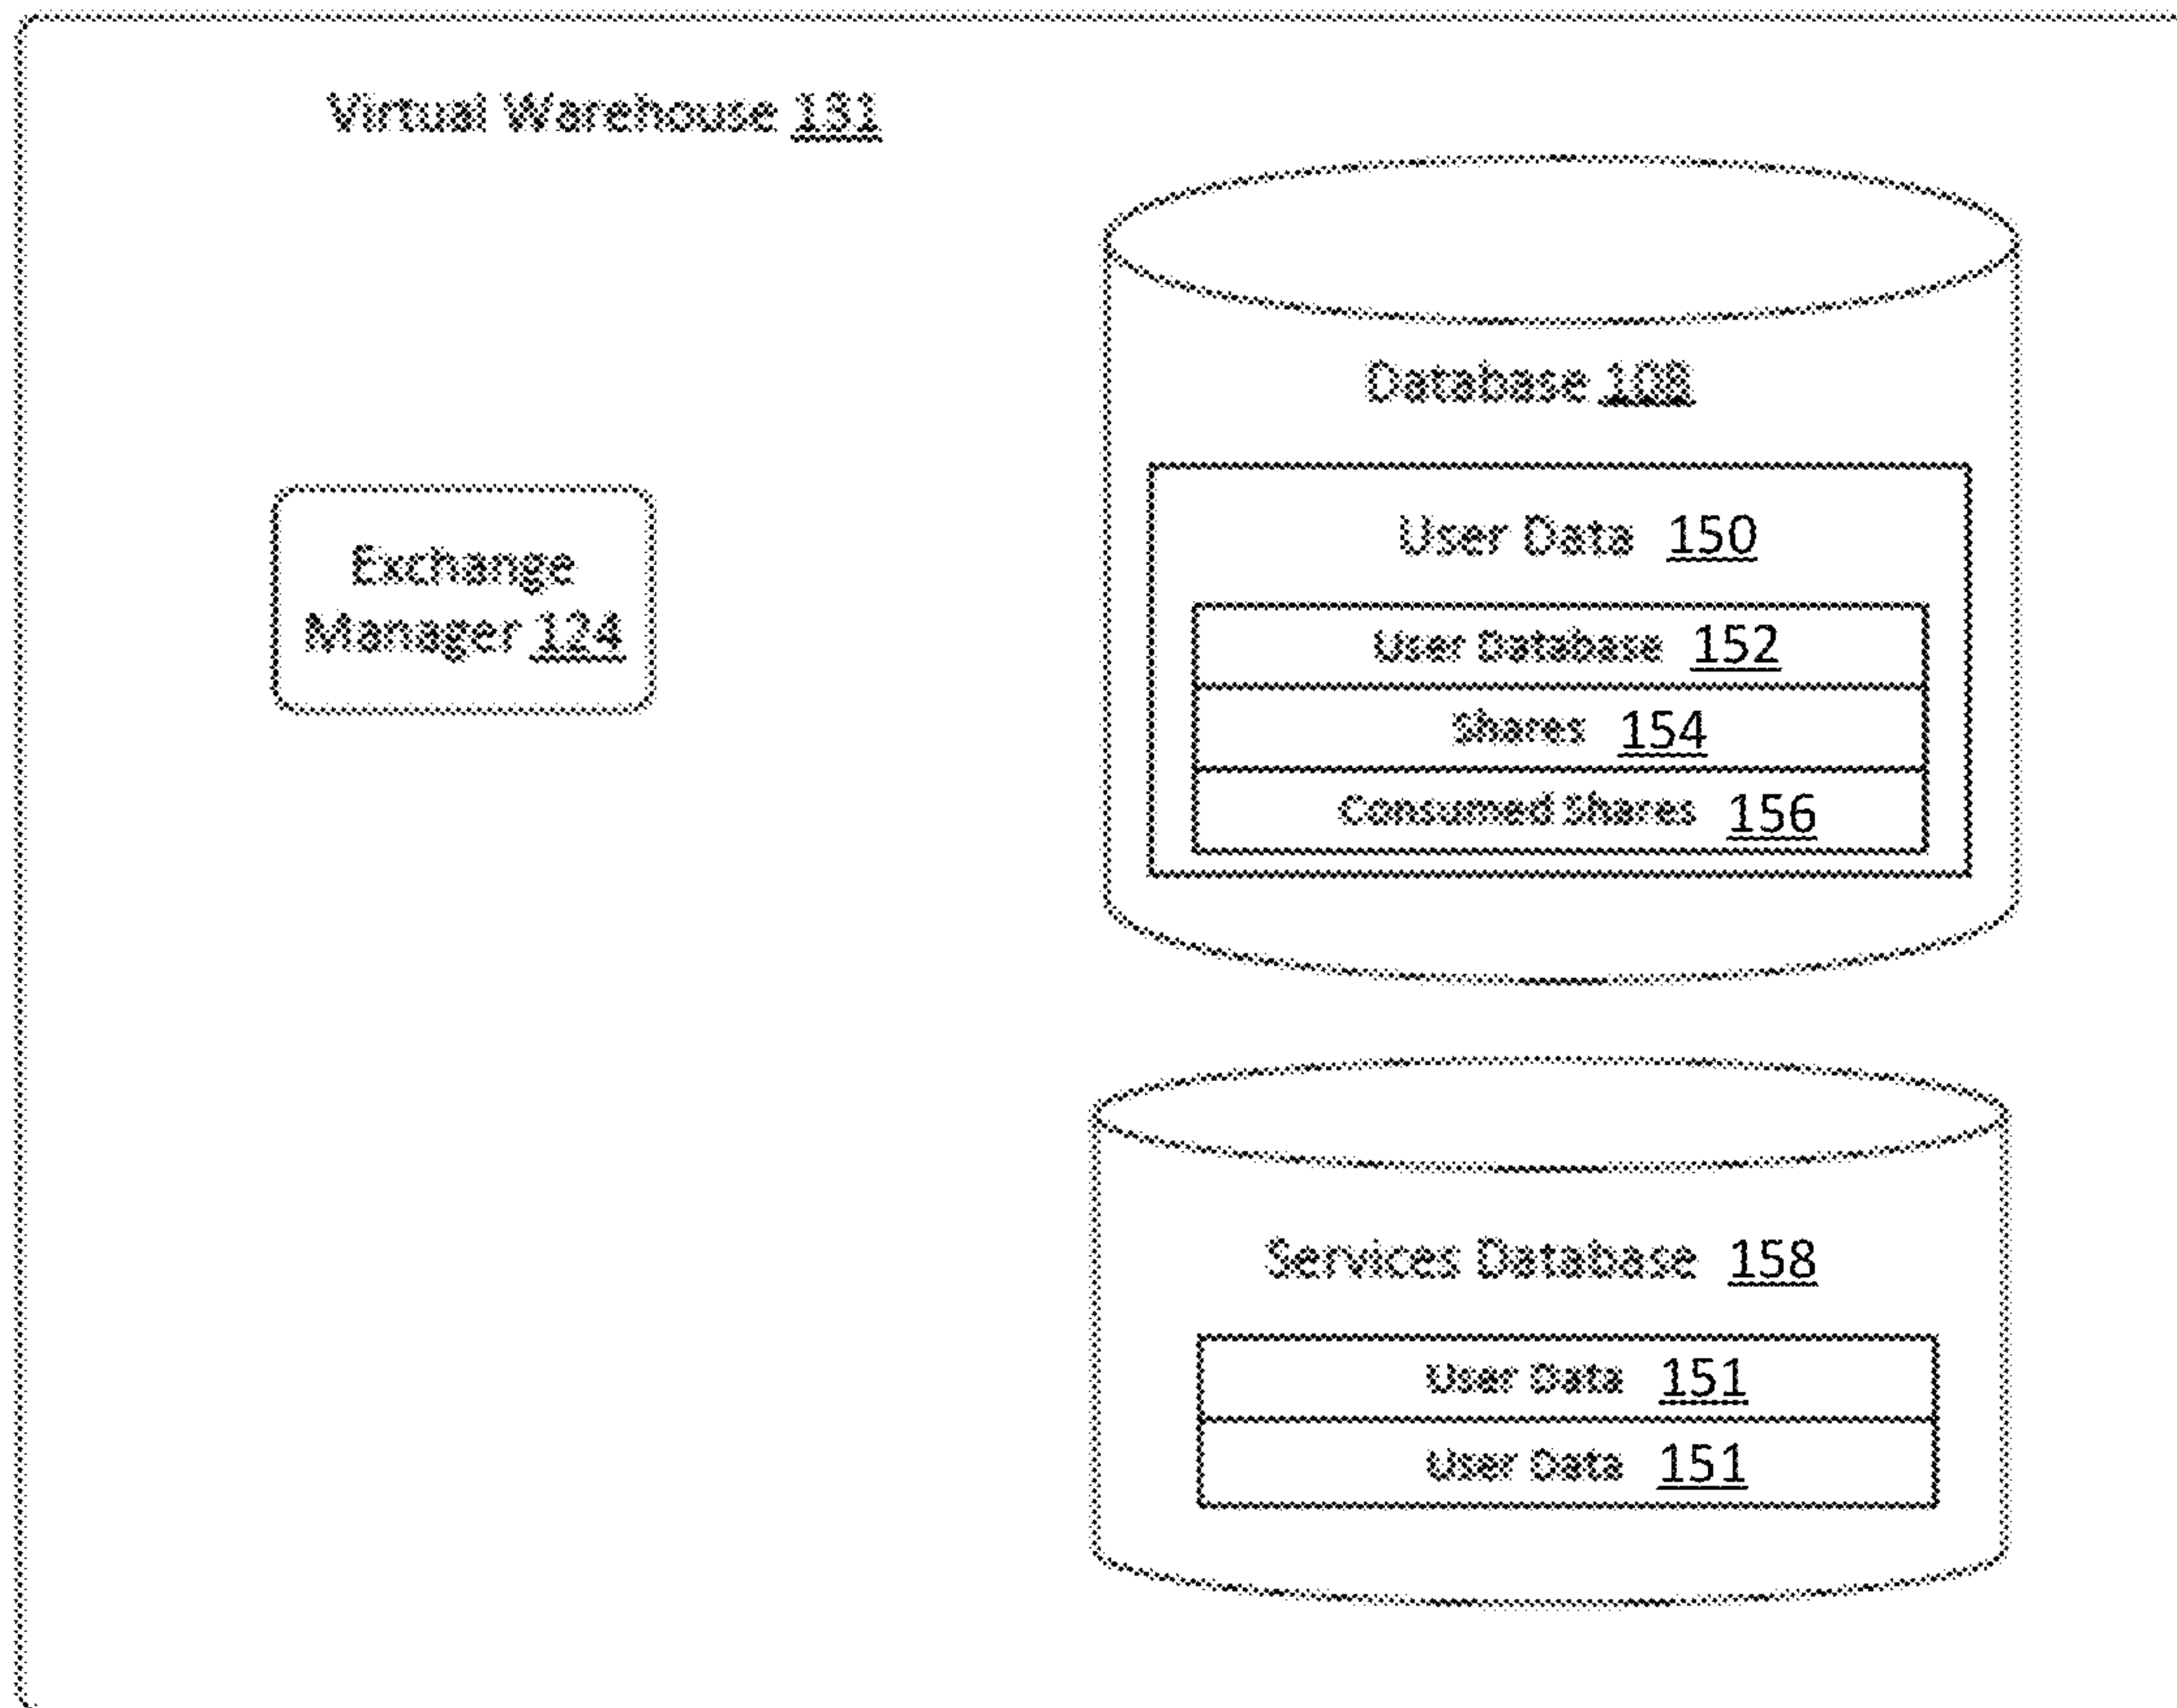 Virtual Warehouse 131
Database 108
Exchange
Manager 124
User Data 150
User Database 152
Shares 154
Consumed Shares 156
Services Database 158
User Data 151
User Data 151